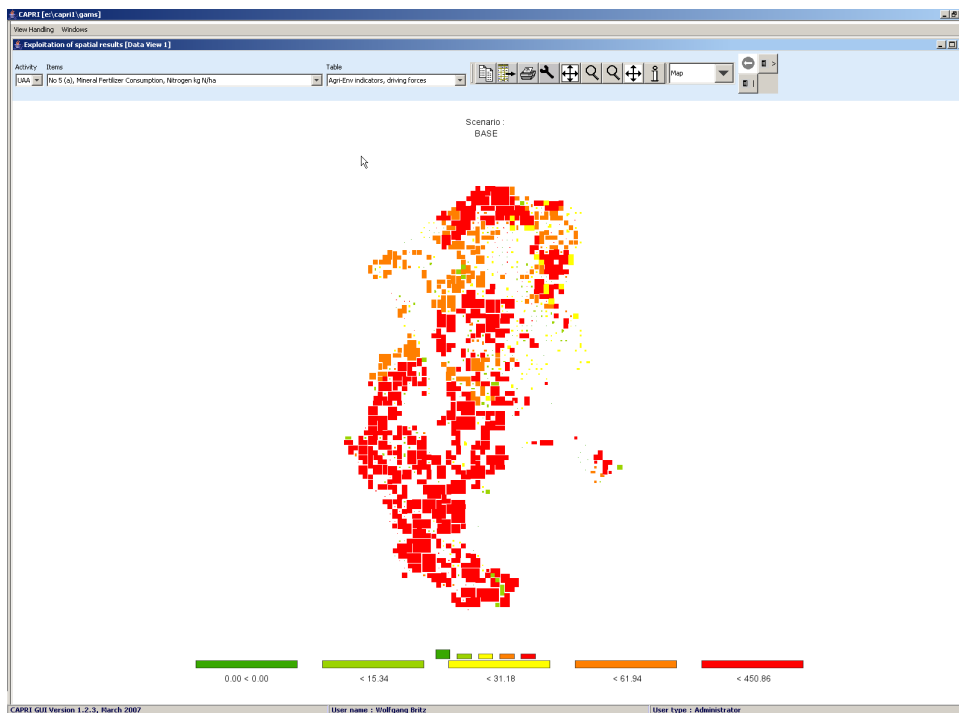 CAPRI [e:\capri1\gams]
View Handling Windows
Exploitation of spatial results [Data View 1]
Activity Items Table
UAA No 5 (a), Mineral Fertilizer Consumption, Nitrogen kg N/ha Agri-Env indicators, driving forces Map
Scenario :
BASE
0.00 < 0.00 < 15.34 < 31.18 < 61.94 < 450.86
CAPRI GUI Version 1.2.3, March 2007 User name : Wolfgang Britz User type : Administrator